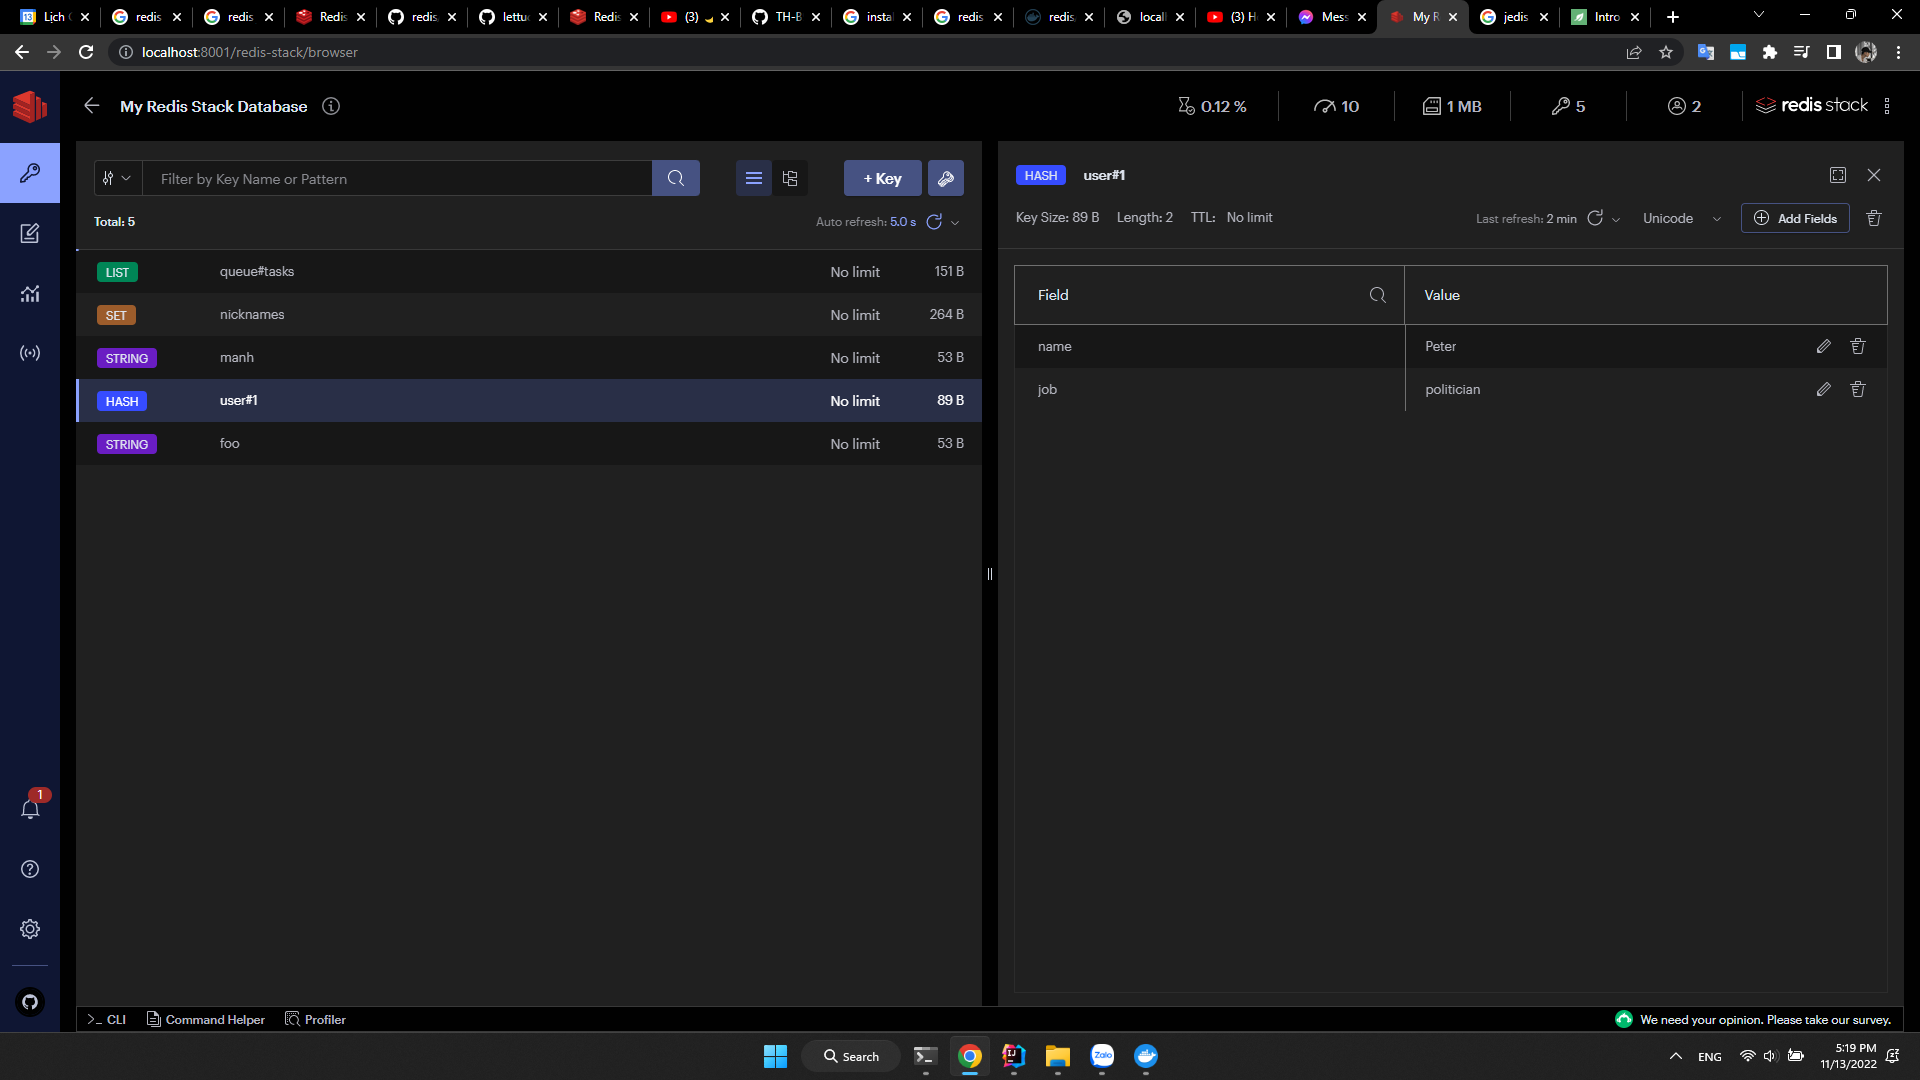 Lịch redis redis Redis redis lettu Redis (3) TH-B insta redis redis locall (3) H Mess My R jedis Intro
localhost:8001/redis-stack/browser
My Redis Stack Database 0.12 % 10 1 MB 5 2 redis stack
Filter by Key Name or Pattern + Key
Total: 5 Auto refresh: 5.0 s
LIST queue#tasks No limit 151 B
SET nicknames No limit 264 B
STRING manh No limit 53 B
HASH user#1 No limit 89 B
STRING foo No limit 53 B
HASH user#1
Key Size: 89 B Length: 2 TTL: No limit Last refresh: 2 min Unicode Add Fields
Field Value
name Peter
job politician
1
>_ CLI Command Helper Profiler We need your opinion. Please take our survey.
Search Zalo ENG 5:19 PM
11/13/2022